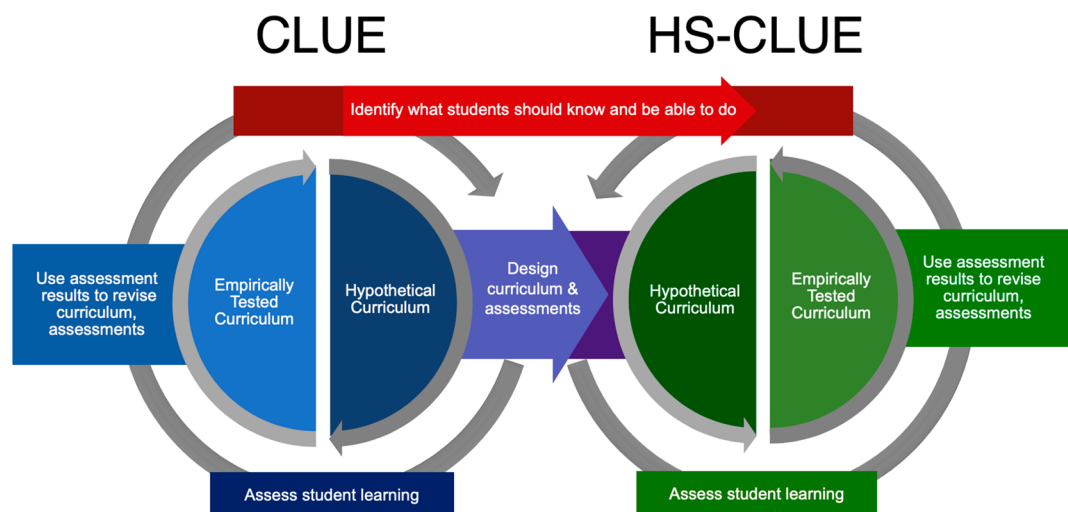 CLUE
HS-CLUE
Identify what students should know and be able to do
Use assessment
results to revise
curriculum,
assessments
Empirically
Tested
Curriculum
Hypothetical
Curriculum
Design
curriculum &
assessments
Hypothetical
Curriculum
Empirically
Tested
Curriculum
Use assessment
results to revise
curriculum,
assessments
Assess student learning
Assess student learning